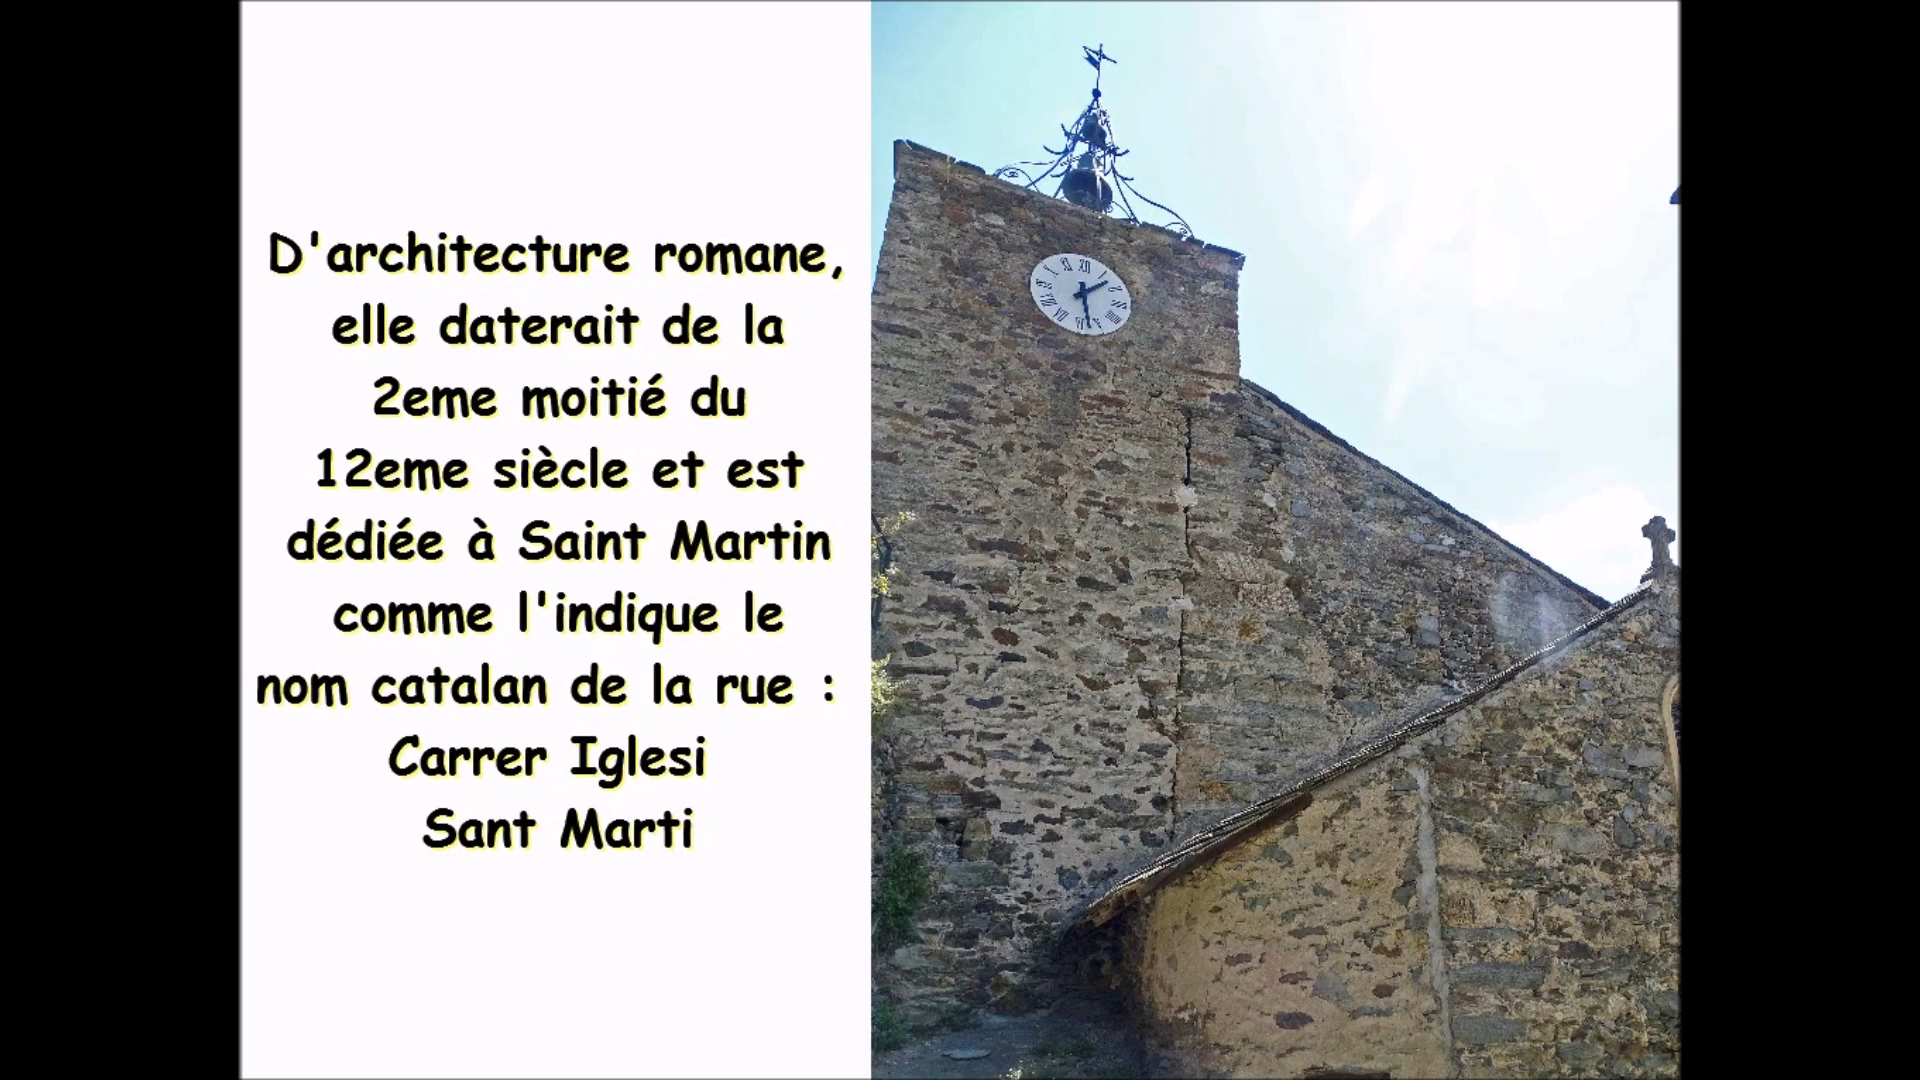 D'architecture romane,
elle daterait de la
2eme moitié du
12eme siècle et est
dédiée à Saint Martin
comme l'indique le
nom catalan de la rue :
Carrer Iglesi
Sant Marti